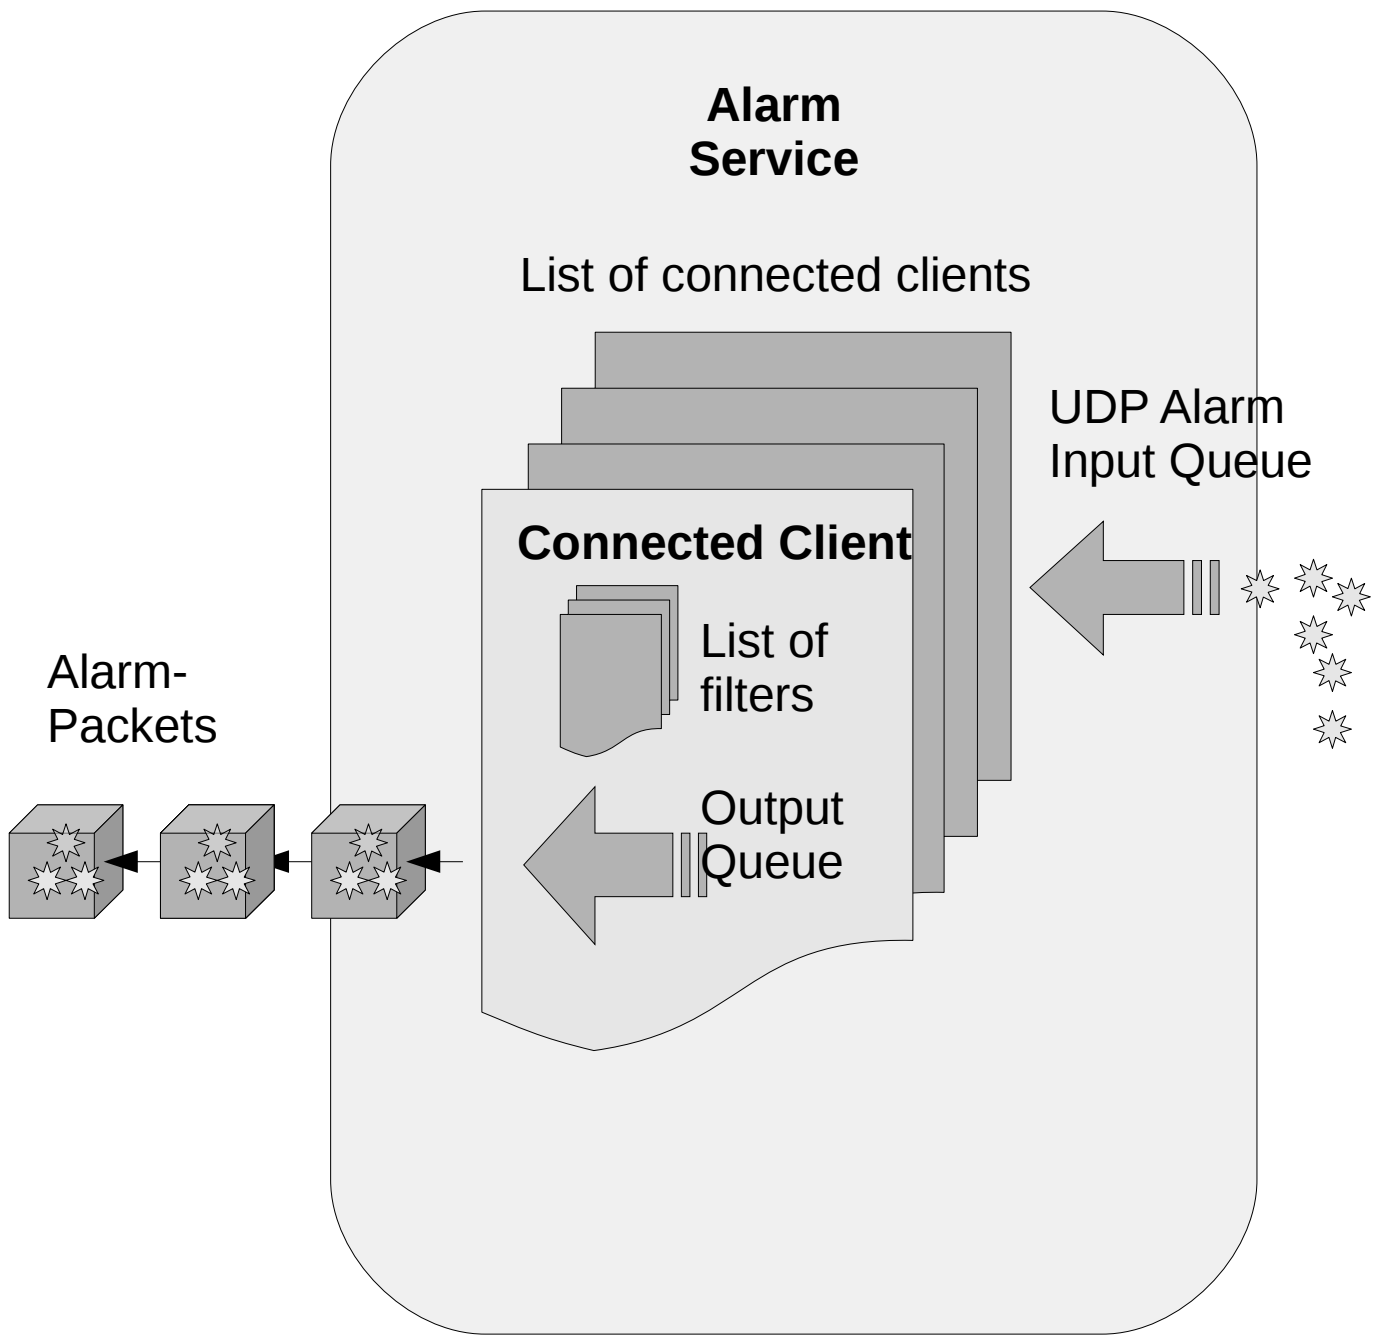 Alarm
Service
List of connected clients
UDP Alarm
Input Queue
Connected Client
List of
filters
Alarm-
Packets
Output
Queue